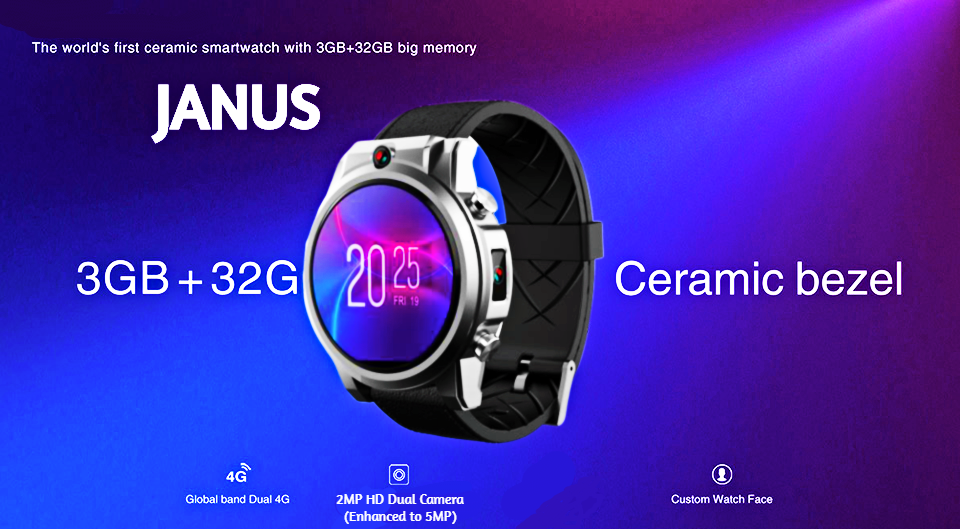 The world's first ceramic smartwatch with 3GB+32GB big memory
JANUS
20 25
FRI 19
3GB+32G
Ceramic bezel
4G
Global band Dual 4G
2MP HD Dual Camera
(Enhanced to 5MP)
Custom Watch Face